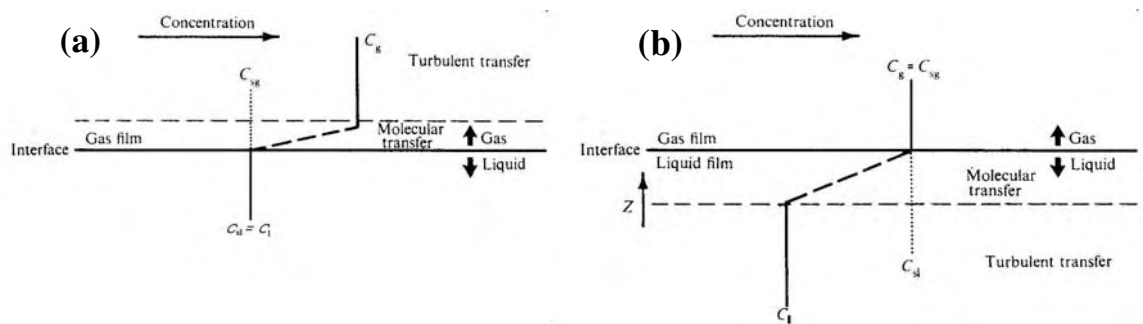 (a)
Concentration
C_g
Turbulent transfer
C_sg
Gas film
Molecular
transfer
Gas
Interface
Liquid
C_sl = C_l
(b)
Concentration
C_g = C_sg
Gas film
Gas
Interface
Liquid film
Liquid
Molecular
transfer
Z
C_sl
Turbulent transfer
C_l